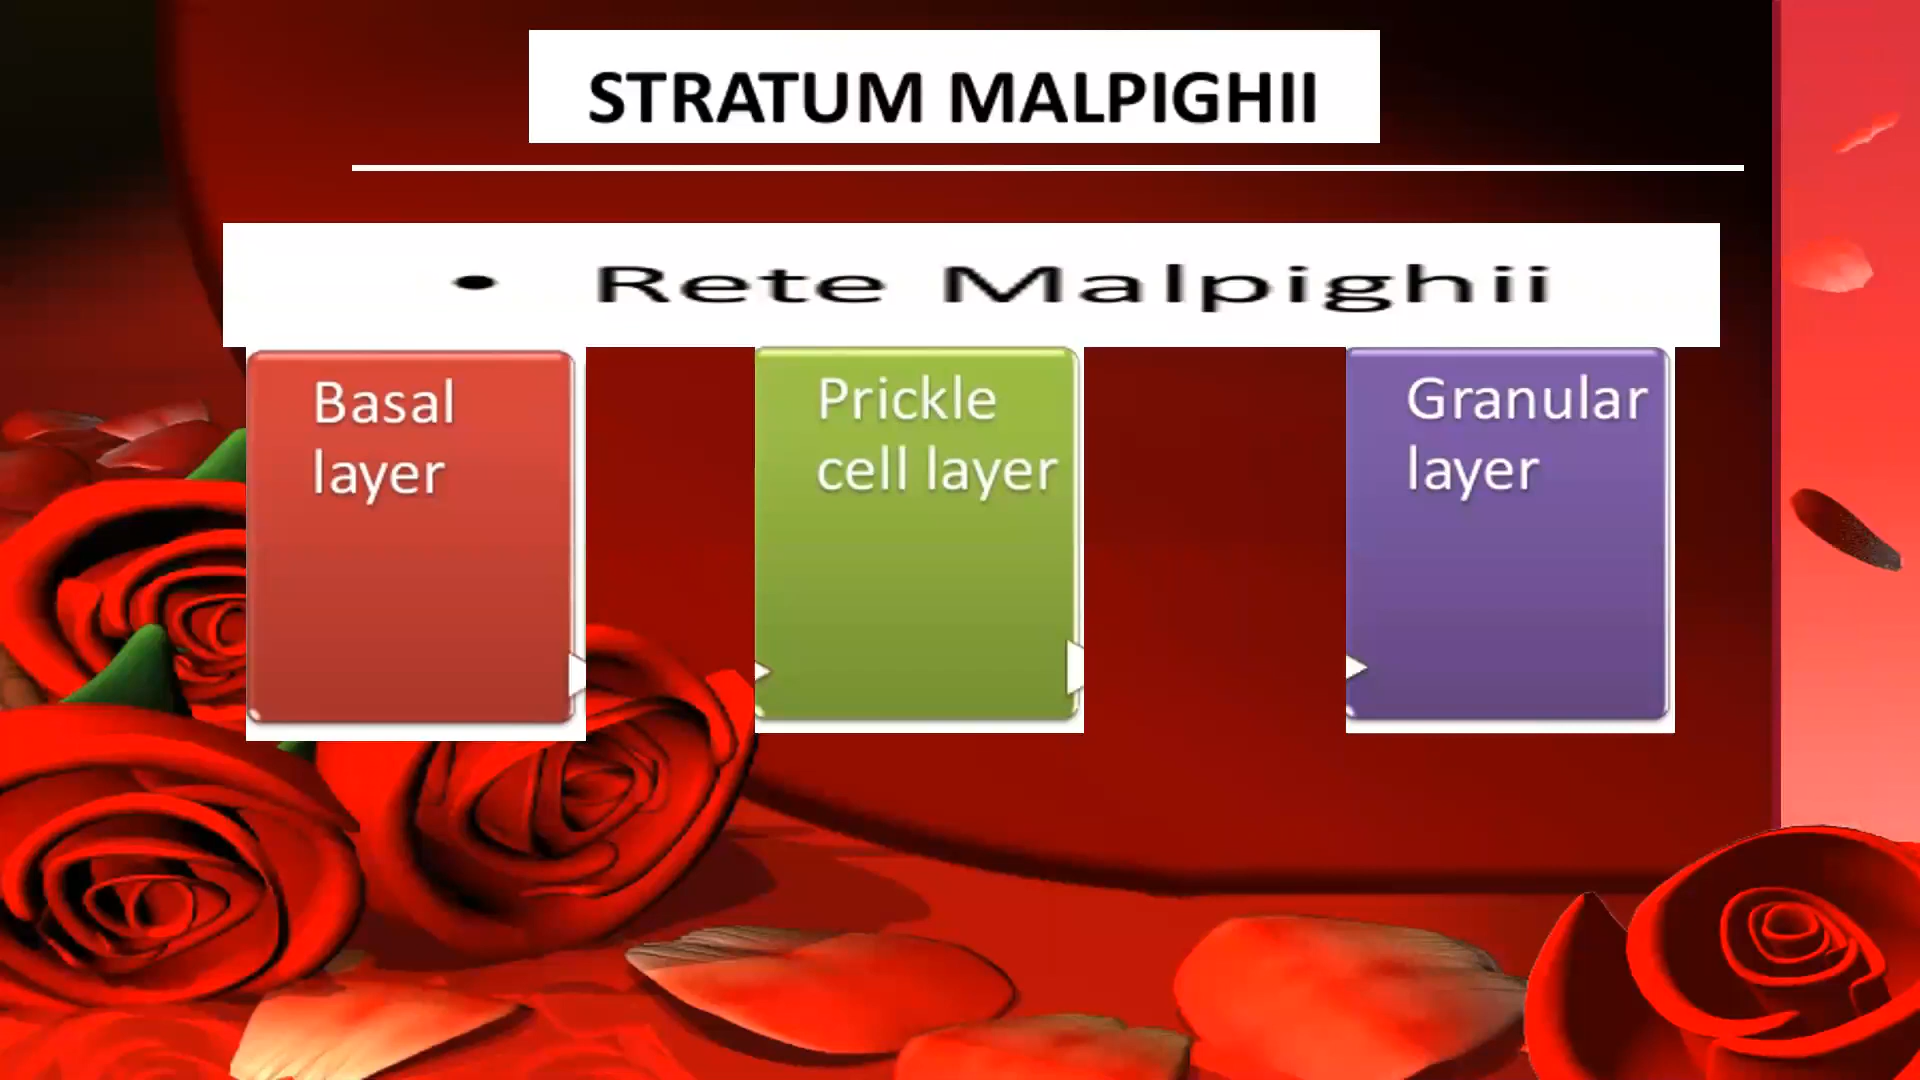 STRATUM MALPIGHII
• Rete Malpighii
Basal
layer
Prickle
cell layer
Granular
layer